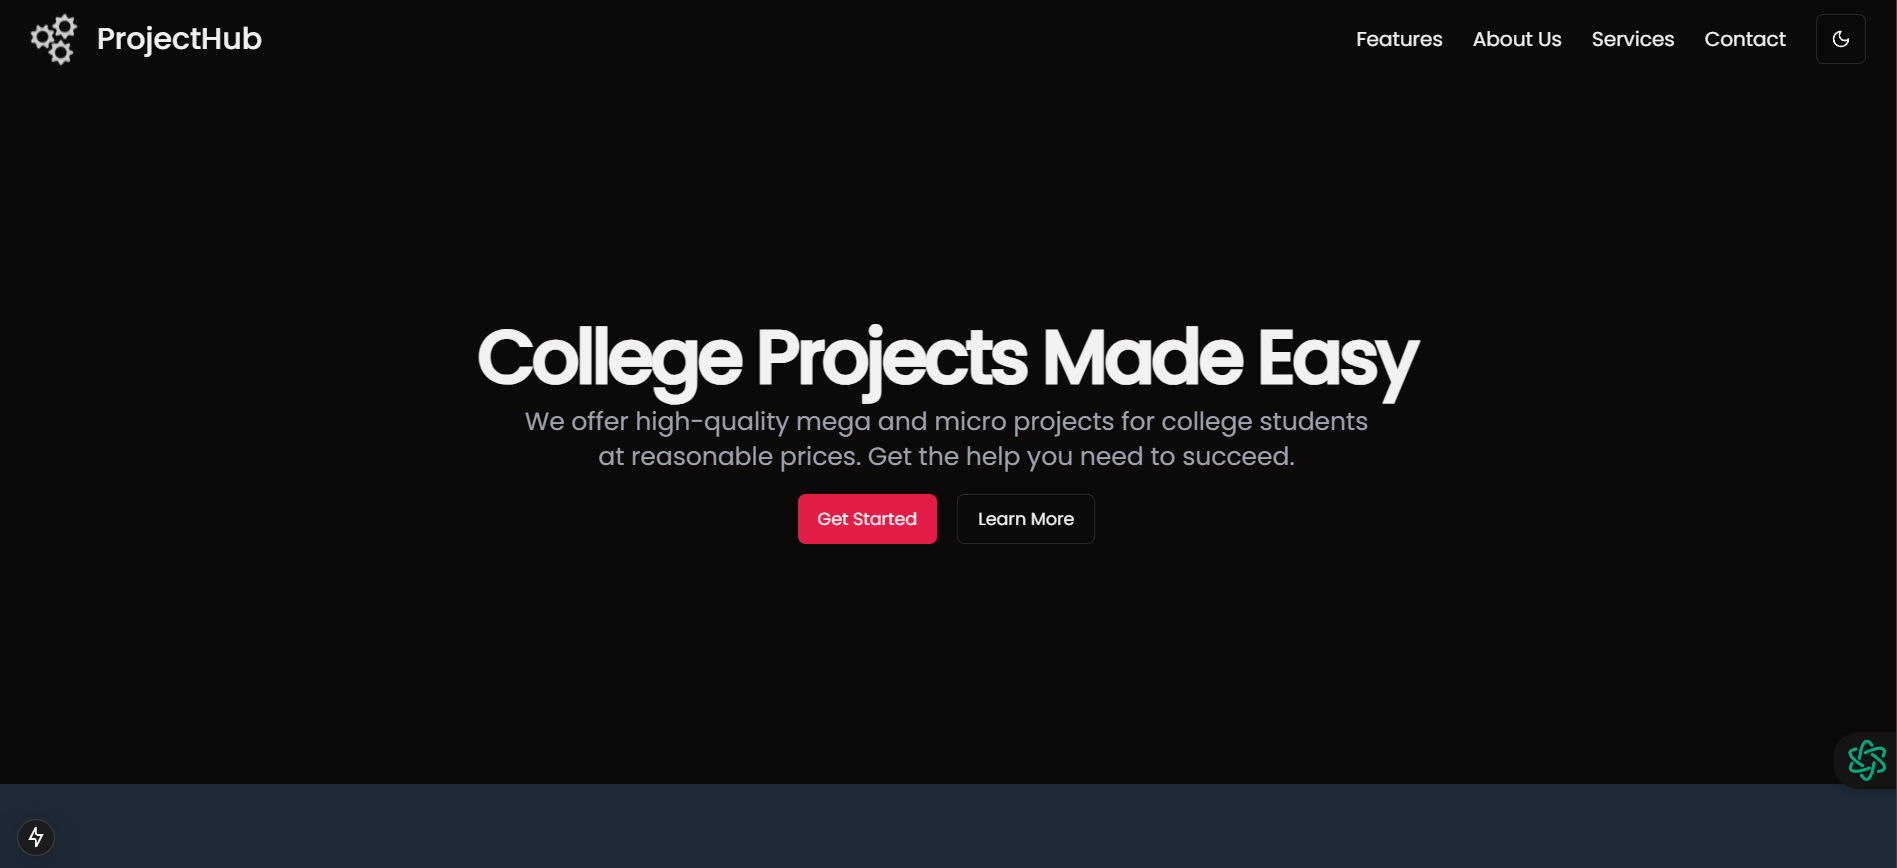 ProjectHub
Features
About Us
Services
Contact
College Projects Made Easy
We offer high-quality mega and micro projects for college students
at reasonable prices. Get the help you need to succeed.
Get Started
Learn More